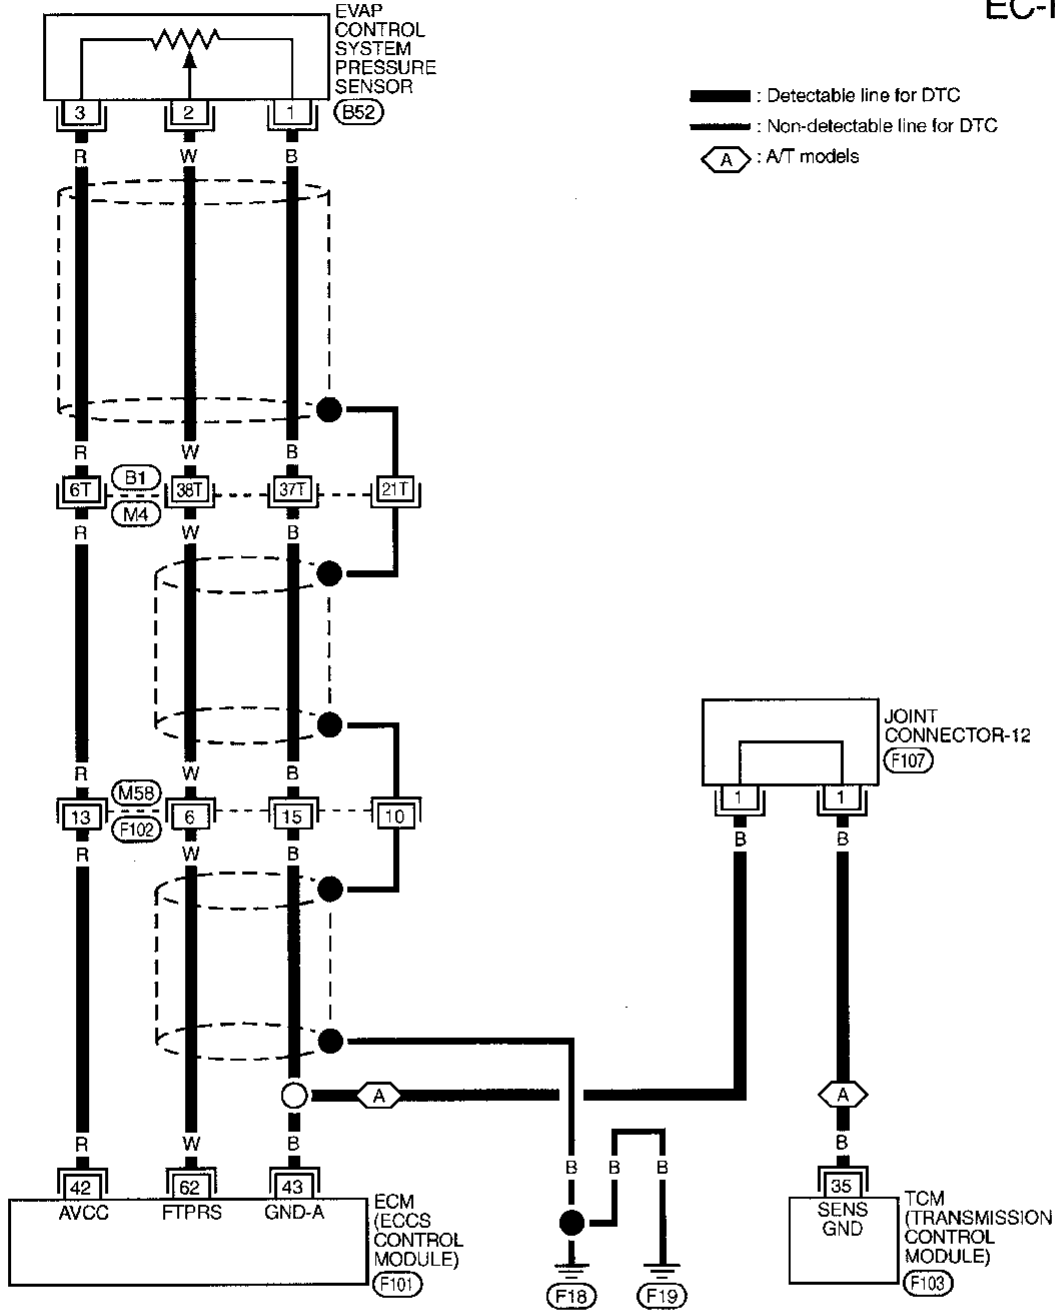 EC-
EVAP
CONTROL
SYSTEM
PRESSURE
SENSOR
B52
3 2 1
R W B
: Detectable line for DTC
: Non-detectable line for DTC
A : A/T models
R W B
6T B1 38T 37T 21T
M4
R W B
JOINT
CONNECTOR-12
F107
R W B
M58
13 6 15 10
F102
R W B
1 1
B B
A A
R W B
B B B
B
42 62 43
AVCC FTPRS GND-A
ECM
(ECCS
CONTROL
MODULE)
F101
F18 F19
35
SENS
GND
TCM
(TRANSMISSION
CONTROL
MODULE)
F103